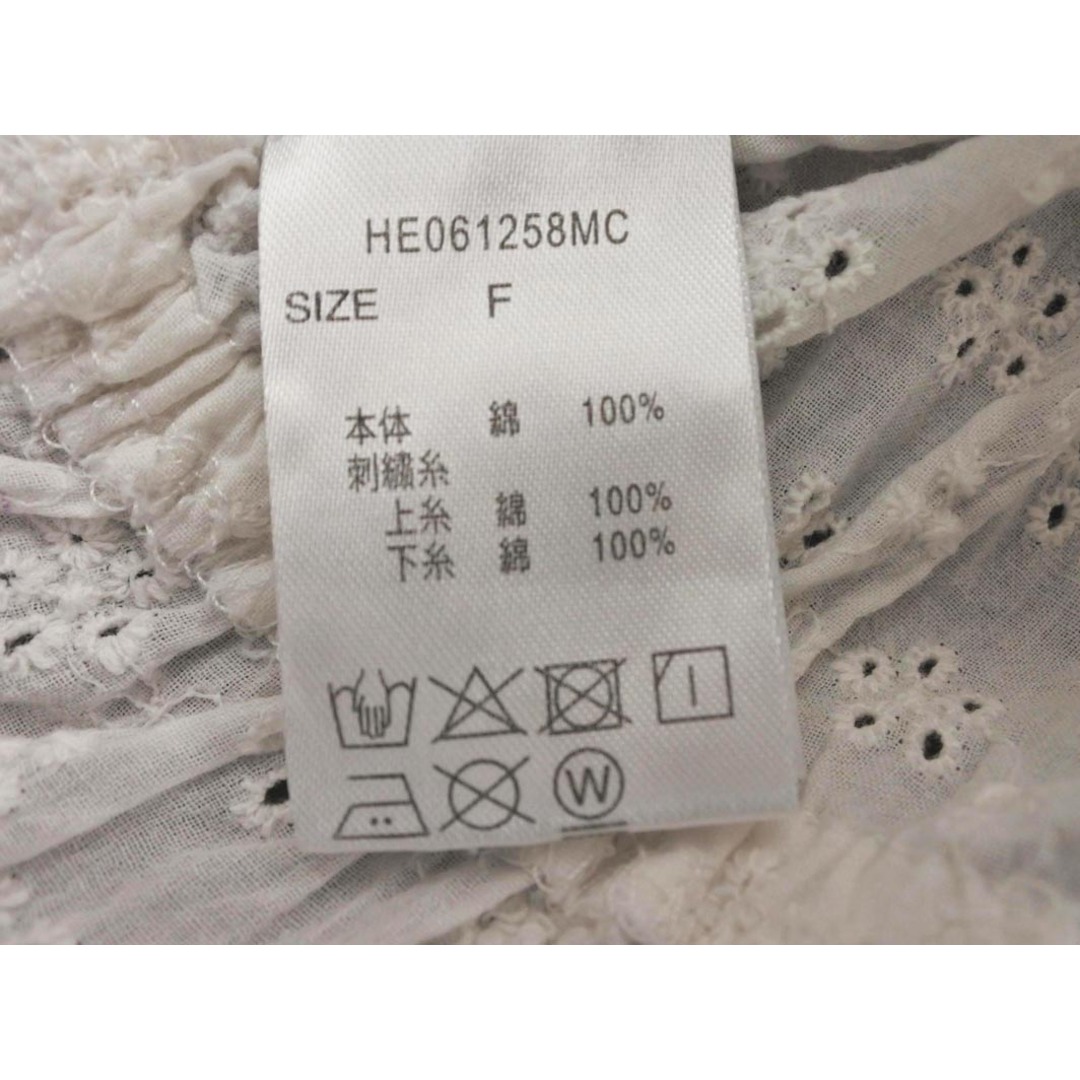 HE061258MC
SIZE F
本体 綿 100%
刺繍糸
上糸 綿 100%
下糸 綿 100%
W